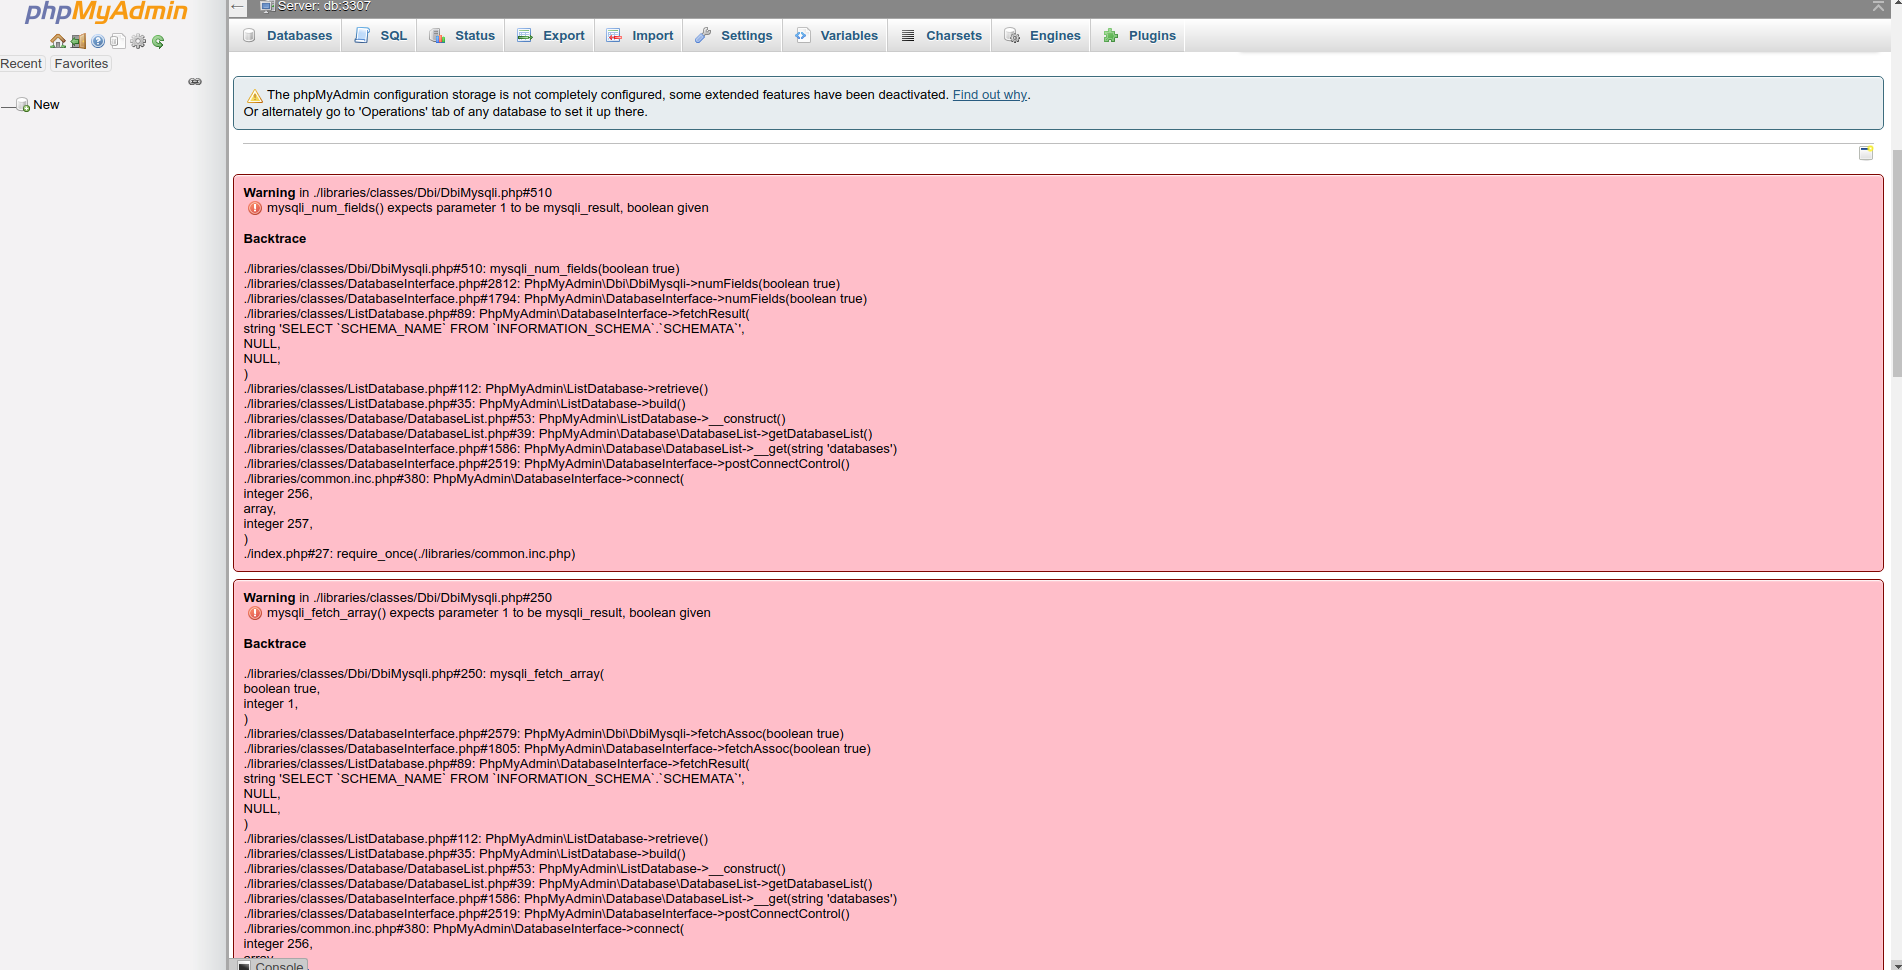 phpMyAdmin
Server: db:3307
Databases SQL Status Export Import Settings Variables Charsets Engines Plugins
Recent Favorites
New
The phpMyAdmin configuration storage is not completely configured, some extended features have been deactivated. Find out why.
Or alternately go to 'Operations' tab of any database to set it up there.
Warning in ./libraries/classes/Dbi/DbiMysqli.php#510
mysqli_num_fields() expects parameter 1 to be mysqli_result, boolean given
Backtrace
./libraries/classes/Dbi/DbiMysqli.php#510: mysqli_num_fields(boolean true)
./libraries/classes/DatabaseInterface.php#2812: PhpMyAdmin\Dbi\DbiMysqli->numFields(boolean true)
./libraries/classes/DatabaseInterface.php#1794: PhpMyAdmin\DatabaseInterface->numFields(boolean true)
./libraries/classes/ListDatabase.php#89: PhpMyAdmin\DatabaseInterface->fetchResult(
string 'SELECT `SCHEMA_NAME` FROM `INFORMATION_SCHEMA`.`SCHEMATA`',
NULL,
NULL,
)
./libraries/classes/ListDatabase.php#112: PhpMyAdmin\ListDatabase->retrieve()
./libraries/classes/ListDatabase.php#35: PhpMyAdmin\ListDatabase->build()
./libraries/classes/Database/DatabaseList.php#53: PhpMyAdmin\ListDatabase->__construct()
./libraries/classes/Database/DatabaseList.php#39: PhpMyAdmin\Database\DatabaseList->getDatabaseList()
./libraries/classes/DatabaseInterface.php#1586: PhpMyAdmin\Database\DatabaseList->__get(string 'databases')
./libraries/classes/DatabaseInterface.php#2519: PhpMyAdmin\DatabaseInterface->postConnectControl()
./libraries/common.inc.php#380: PhpMyAdmin\DatabaseInterface->connect(
integer 256,
array,
integer 257,
)
./index.php#27: require_once(./libraries/common.inc.php)
Warning in ./libraries/classes/Dbi/DbiMysqli.php#250
mysqli_fetch_array() expects parameter 1 to be mysqli_result, boolean given
Backtrace
./libraries/classes/Dbi/DbiMysqli.php#250: mysqli_fetch_array(
boolean true,
integer 1,
)
./libraries/classes/DatabaseInterface.php#2579: PhpMyAdmin\Dbi\DbiMysqli->fetchAssoc(boolean true)
./libraries/classes/DatabaseInterface.php#1805: PhpMyAdmin\DatabaseInterface->fetchAssoc(boolean true)
./libraries/classes/ListDatabase.php#89: PhpMyAdmin\DatabaseInterface->fetchResult(
string 'SELECT `SCHEMA_NAME` FROM `INFORMATION_SCHEMA`.`SCHEMATA`',
NULL,
NULL,
)
./libraries/classes/ListDatabase.php#112: PhpMyAdmin\ListDatabase->retrieve()
./libraries/classes/ListDatabase.php#35: PhpMyAdmin\ListDatabase->build()
./libraries/classes/Database/DatabaseList.php#53: PhpMyAdmin\ListDatabase->__construct()
./libraries/classes/Database/DatabaseList.php#39: PhpMyAdmin\Database\DatabaseList->getDatabaseList()
./libraries/classes/DatabaseInterface.php#1586: PhpMyAdmin\Database\DatabaseList->__get(string 'databases')
./libraries/classes/DatabaseInterface.php#2519: PhpMyAdmin\DatabaseInterface->postConnectControl()
./libraries/common.inc.php#380: PhpMyAdmin\DatabaseInterface->connect(
integer 256,
Console